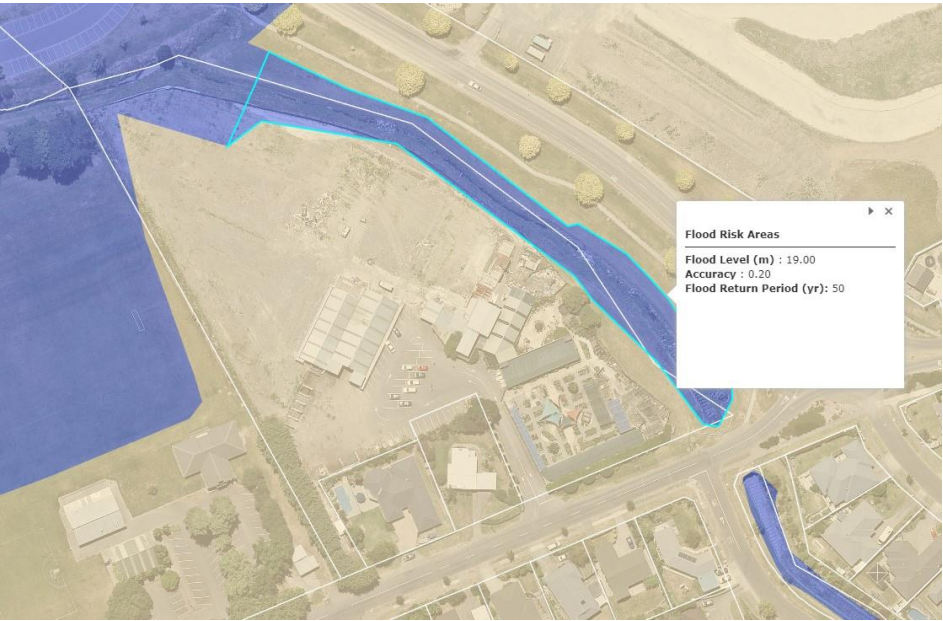 Flood Risk Areas
Flood Level (m) : 19.00
Accuracy : 0.20
Flood Return Period (yr): 50